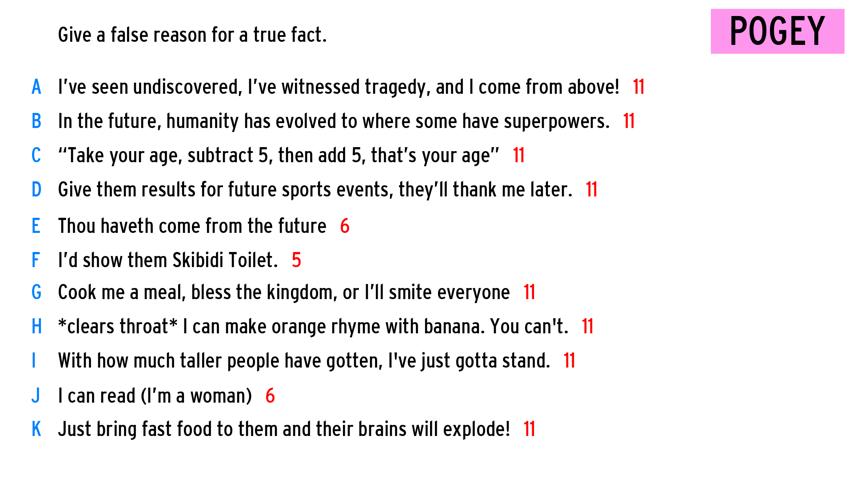 Give a false reason for a true fact.
POGEY
A I've seen undiscovered, I've witnessed tragedy, and I come from above! 11
B In the future, humanity has evolved to where some have superpowers. 11
C “Take your age, subtract 5, then add 5, that's your age” 11
D Give them results for future sports events, they'll thank me later. 11
E Thou haveth come from the future 6
F I'd show them Skibidi Toilet. 5
G Cook me a meal, bless the kingdom, or I'll smite everyone 11
H *clears throat* I can make orange rhyme with banana. You can't. 11
I With how much taller people have gotten, I've just gotta stand. 11
J I can read (I'm a woman) 6
K Just bring fast food to them and their brains will explode! 11